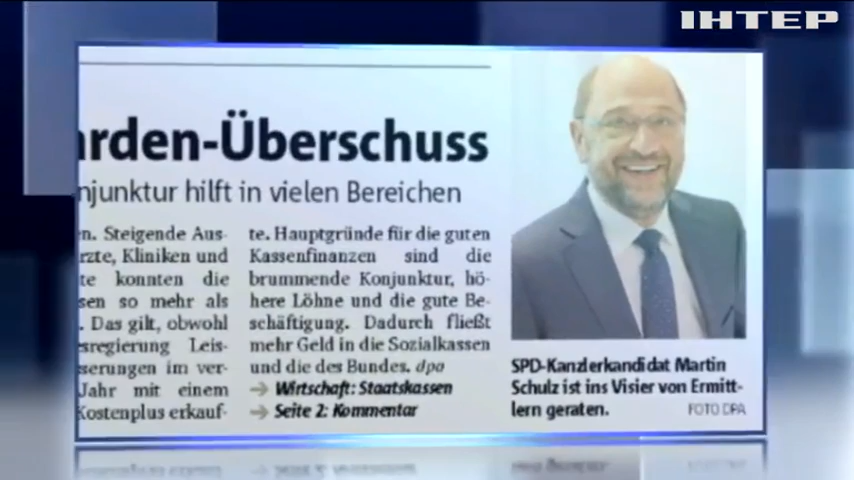 ІНТЕР
arden-Überschuss
njunktur hilft in vielen Bereichen
en. Steigende Aus-
rzte, Kliniken und
te konnten die
sen so mehr als
. Das gilt, obwohl
sregierung Leis-
serungen im ver-
Jahr mit einem
Kostenplus erkauf-
te. Hauptgründe für die guten
Kassenfinanzen sind die
brummende Konjunktur, hö-
here Löhne und die gute Be-
schäftigung. Dadurch fließt
mehr Geld in die Sozialkassen
und die des Bundes. dpa
→ Wirtschaft: Staatskassen
→ Seite 2: Kommentar
SPD-Kanzlerkandidat Martin
Schulz ist ins Visier von Ermitt-
lern geraten.
FOTO DPA